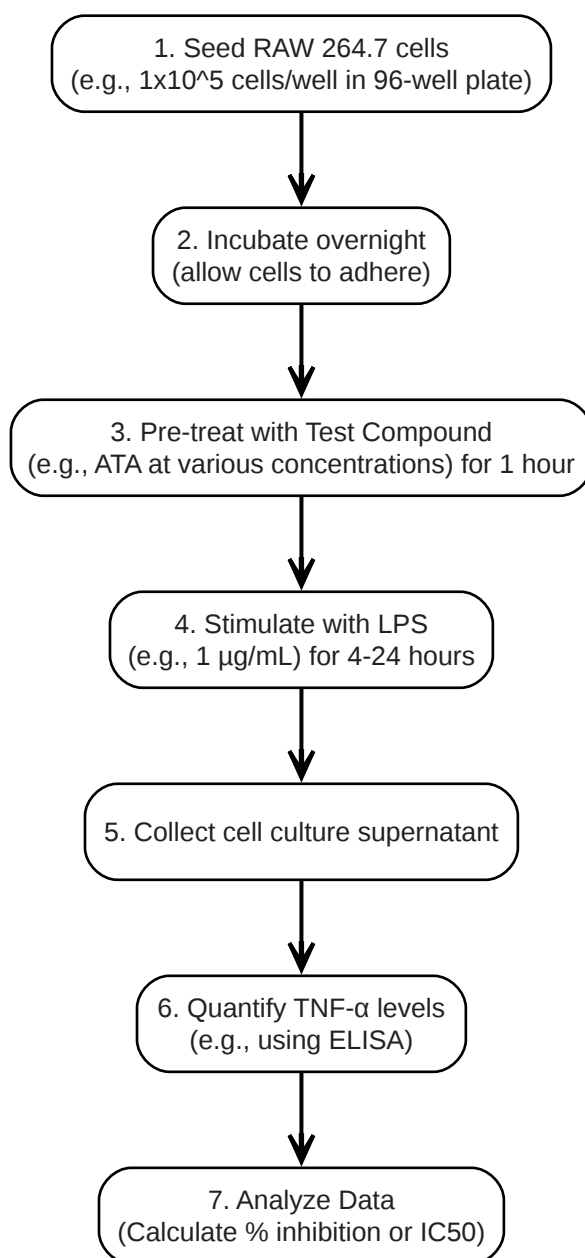 1. Seed RAW 264.7 cells
(e.g., 1x10^5 cells/well in 96-well plate)
2. Incubate overnight
(allow cells to adhere)
3. Pre-treat with Test Compound
(e.g., ATA at various concentrations) for 1 hour
4. Stimulate with LPS
(e.g., 1 µg/mL) for 4-24 hours
5. Collect cell culture supernatant
6. Quantify TNF-α levels
(e.g., using ELISA)
7. Analyze Data
(Calculate % inhibition or IC50)